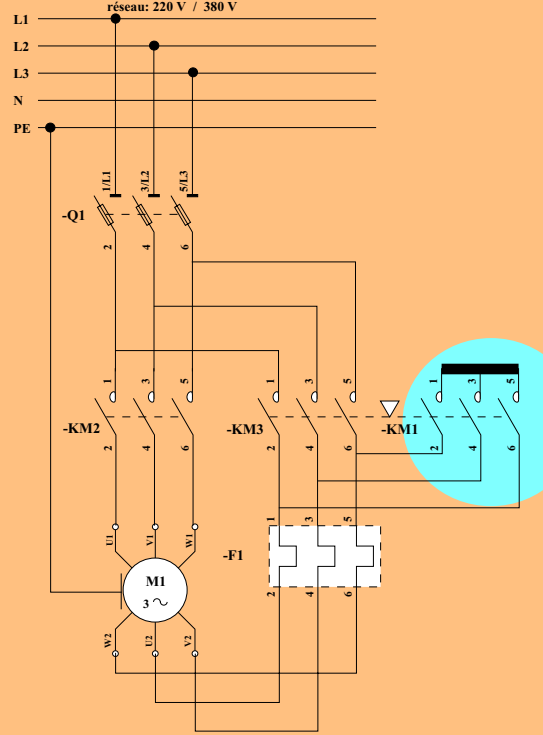 réseau: 220 V / 380 V
L1
L2
L3
N
PE
1/L1 3/L2 5/L3
-Q1
2 4 6
1 3 5 1 3 5 1 3 5
-KM2 -KM3 -KM1
2 4 6 2 4 6 2 4 6
1 3 5
U1 V1 W1
-F1
M1
3 ~
2 4 6
W2 U2 V2